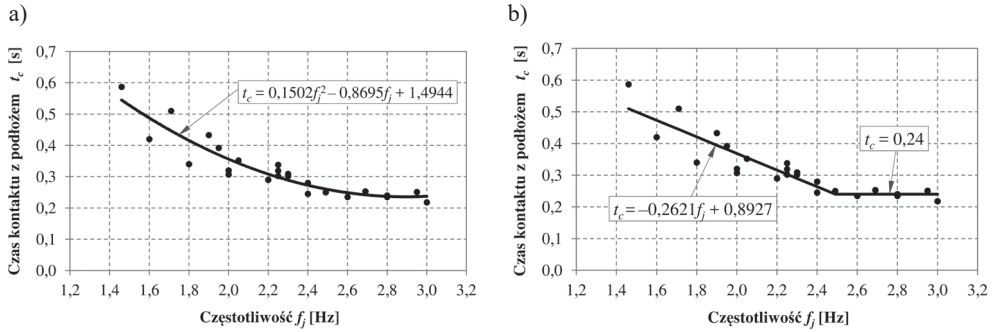 a)
Czas kontaktu z podłożem t_c [s]
0,7
0,6
0,5
0,4
0,3
0,2
0,1
0,0
t_c = 0,1502f_j^2 – 0,8695f_j + 1,4944
1,2 1,4 1,6 1,8 2,0 2,2 2,4 2,6 2,8 3,0 3,2
Częstotliwość f_j [Hz]
b)
Czas kontaktu z podłożem t_c [s]
0,7
0,6
0,5
0,4
0,3
0,2
0,1
0,0
t_c = 0,24
t_c = –0,2621f_j + 0,8927
1,2 1,4 1,6 1,8 2,0 2,2 2,4 2,6 2,8 3,0 3,2
Częstotliwość f_j [Hz]